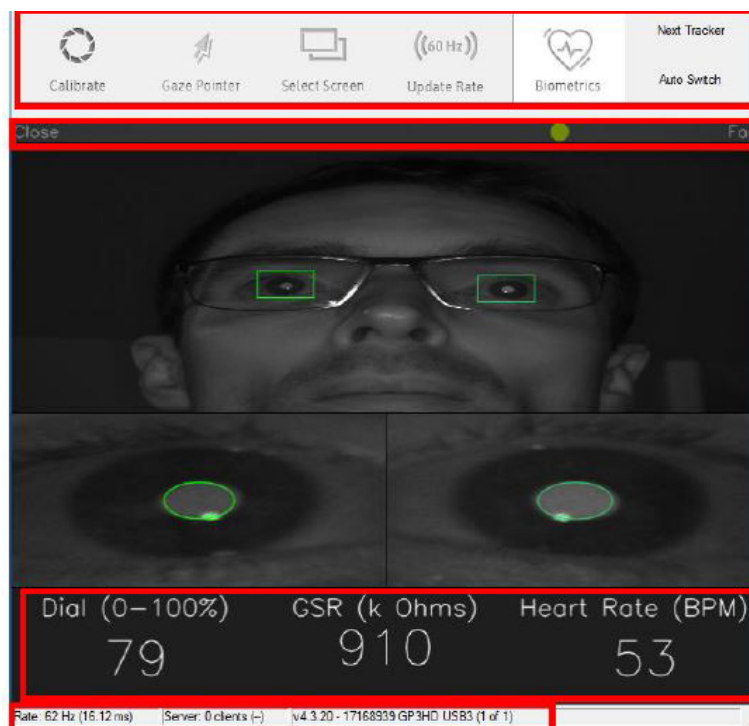 Next Tracker
((60 Hz))
Calibrate
Gaze Pointer
Select Screen
Update Rate
Biometrics
Auto Switch
Close
Fa
Dial (0-100%) GSR (k Ohms) Heart Rate (BPM)
79 910 53
Rate: 62 Hz (16.12 ms) Server: 0 clients (--) v4.3.20 - 17168939 GP3HD USB3 (1 of 1)